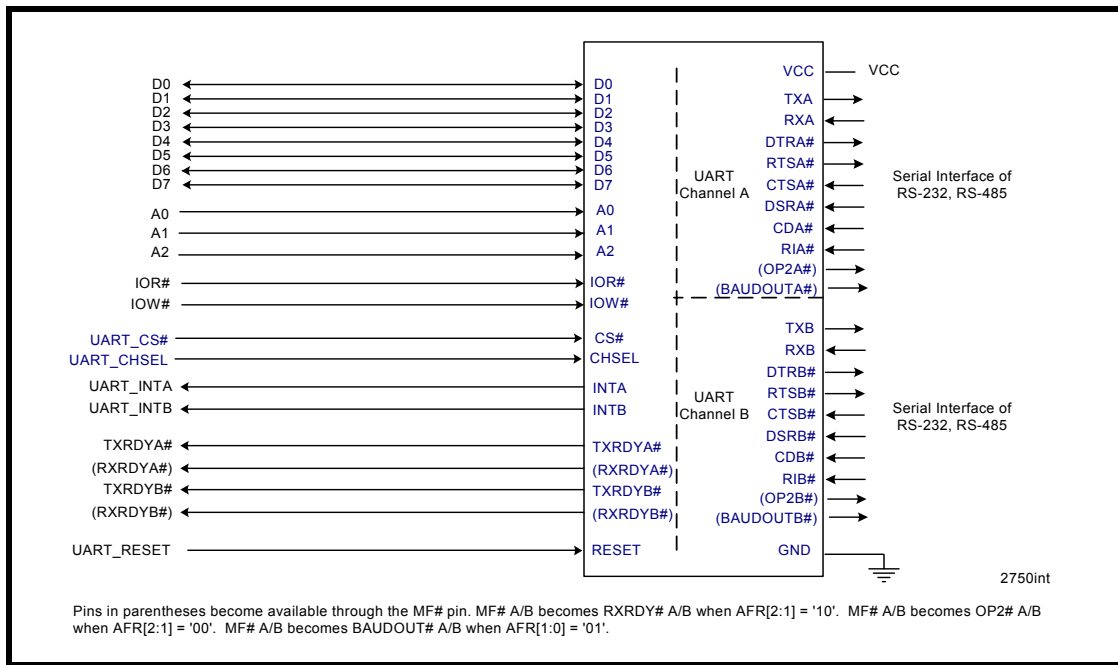 D0
D1
D2
D3
D4
D5
D6
D7
A0
A1
A2
IOR#
IOW#
UART_CS#
UART_CHSEL
UART_INTA
UART_INTB
TXRDYA#
(RXRDYA#)
TXRDYB#
(RXRDYB#)
UART_RESET
D0
D1
D2
D3
D4
D5
D6
D7
A0
A1
A2
IOR#
IOW#
CS#
CHSEL
INTA
INTB
TXRDYA#
(RXRDYA#)
TXRDYB#
(RXRDYB#)
RESET
UART
Channel A
UART
Channel B
VCC
TXA
RXA
DTRA#
RTSA#
CTSA#
DSRA#
CDA#
RIA#
(OP2A#)
(BAUDOUTA#)
TXB
RXB
DTRB#
RTSB#
CTSB#
DSRB#
CDB#
RIB#
(OP2B#)
(BAUDOUTB#)
GND
VCC
Serial Interface of
RS-232, RS-485
Serial Interface of
RS-232, RS-485
2750int
Pins in parentheses become available through the MF# pin. MF# A/B becomes RXRDY# A/B when AFR[2:1] = '10'. MF# A/B becomes OP2# A/B
when AFR[2:1] = '00'. MF# A/B becomes BAUDOUT# A/B when AFR[1:0] = '01'.